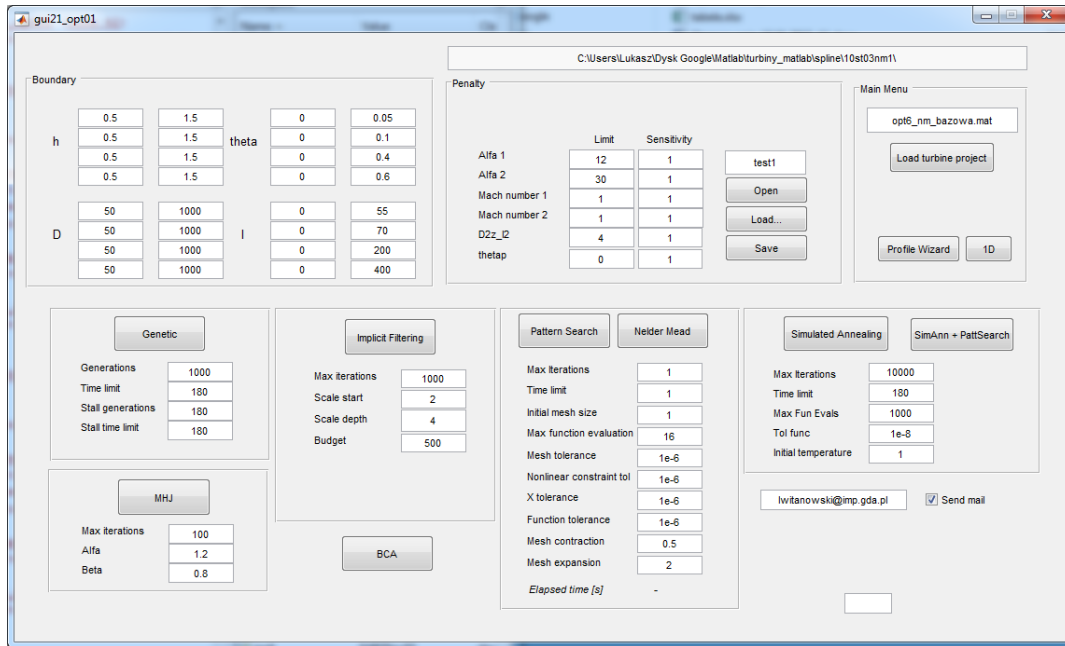 gui21_opt01
C:\Users\Lukasz\Dysk Google\Matlab\turbiny_matlab\spline\10st03nm1\
Boundary
h
0.5 1.5
0.5 1.5
0.5 1.5
0.5 1.5
theta
0 0.05
0 0.1
0 0.4
0 0.6
D
50 1000
50 1000
50 1000
50 1000
l
0 55
0 70
0 200
0 400
Penalty
Limit Sensitivity
Alfa 1 12 1
Alfa 2 30 1
Mach number 1 1 1
Mach number 2 1 1
D2z_l2 4 1
thetap 0 1
test1
Open
Load...
Save
Main Menu
opt6_nm_bazowa.mat
Load turbine project
Profile Wizard 1D
Genetic
Generations 1000
Time limit 180
Stall generations 180
Stall time limit 180
MHJ
Max iterations 100
Alfa 1.2
Beta 0.8
Implicit Filtering
Max iterations 1000
Scale start 2
Scale depth 4
Budget 500
BCA
Pattern Search Nelder Mead
Max Iterations 1
Time limit 1
Initial mesh size 1
Max function evaluation 16
Mesh tolerance 1e-6
Nonlinear constraint tol 1e-6
X tolerance 1e-6
Function tolerance 1e-6
Mesh contraction 0.5
Mesh expansion 2
Elapsed time [s] -
Simulated Annealing SimAnn + PattSearch
Max Iterations 10000
Time limit 180
Max Fun Evals 1000
Tol func 1e-8
Initial temperature 1
lwitanowski@imp.gda.pl Send mail